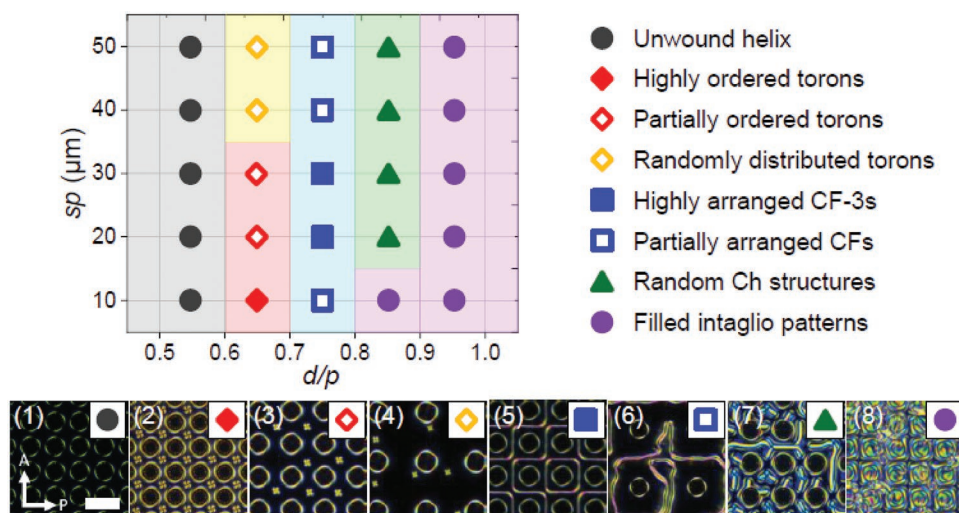 50
40
30
20
10
sp (μm)
0.5 0.6 0.7 0.8 0.9 1.0
d/p
Unwound helix
Highly ordered torons
Partially ordered torons
Randomly distributed torons
Highly arranged CF-3s
Partially arranged CFs
Random Ch structures
Filled intaglio patterns
(1) (2) (3) (4) (5) (6) (7) (8)
A
P